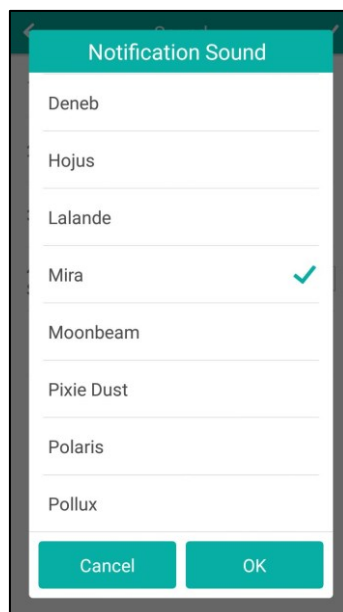 Notification Sound
Deneb
Hojus
Lalande
Mira
Moonbeam
Pixie Dust
Polaris
Pollux
Cancel
OK